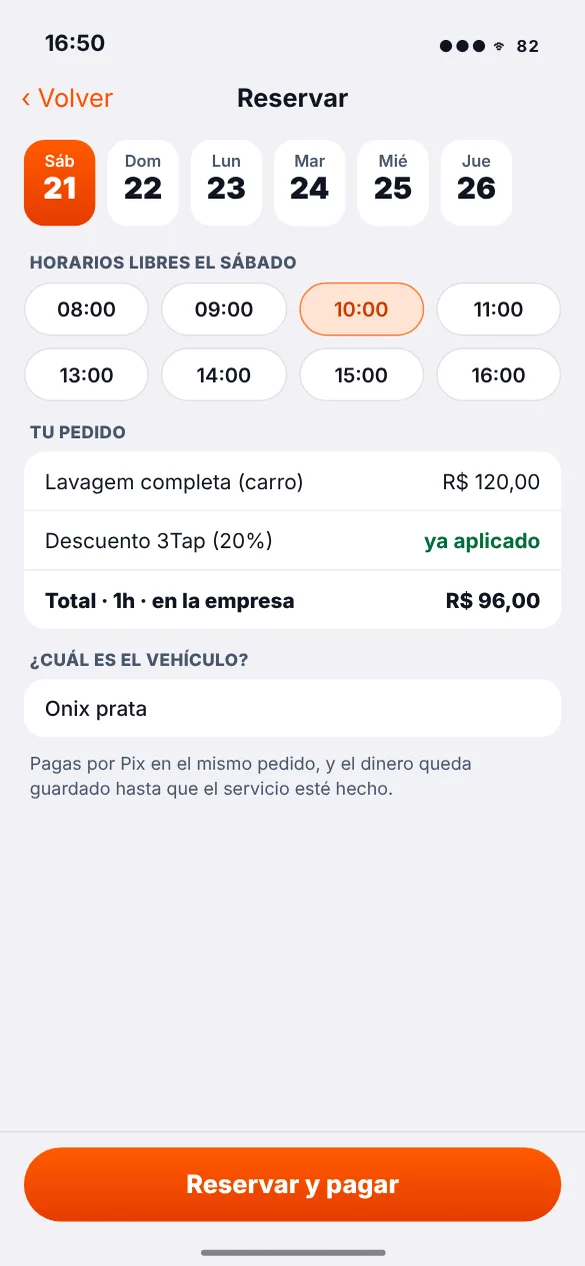 16:50
82
‹ Volver
Reservar
Sáb Dom Lun Mar Mié Jue
21 22 23 24 25 26
HORARIOS LIBRES EL SÁBADO
08:00 09:00 10:00 11:00
13:00 14:00 15:00 16:00
TU PEDIDO
Lavagem completa (carro) R$ 120,00
Descuento 3Tap (20%) ya aplicado
Total · 1h · en la empresa R$ 96,00
¿CUÁL ES EL VEHÍCULO?
Onix prata
Pagas por Pix en el mismo pedido, y el dinero queda
guardado hasta que el servicio esté hecho.
Reservar y pagar